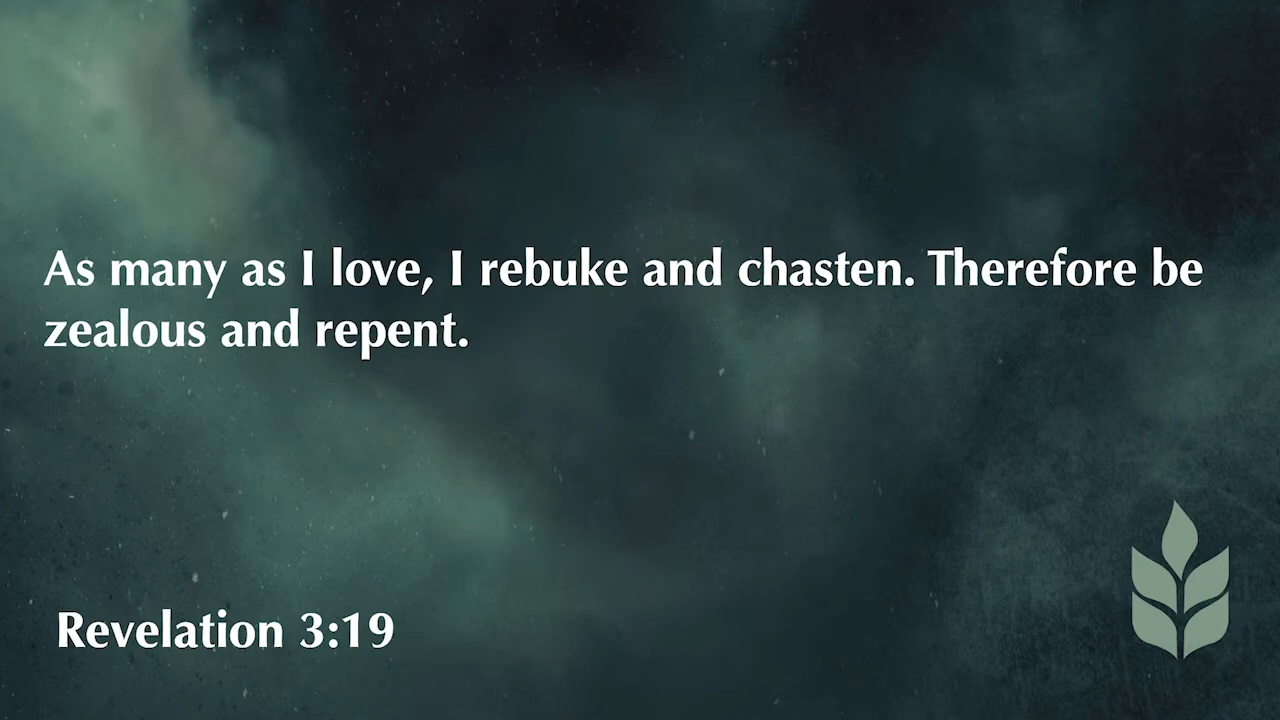 As many as I love, I rebuke and chasten. Therefore be
zealous and repent.
Revelation 3:19